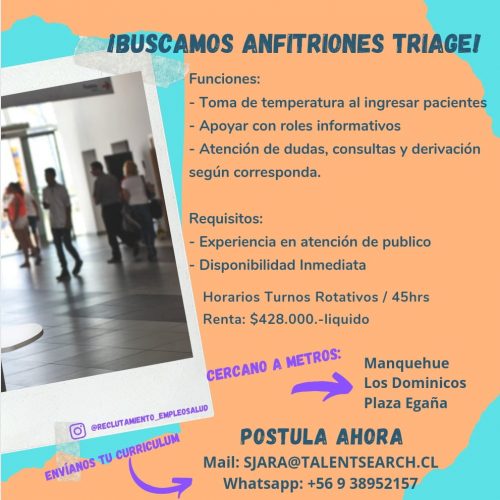 ¡BUSCAMOS ANFITRIONES TRIAGE!
Funciones:
- Toma de temperatura al ingresar pacientes
- Apoyar con roles informativos
- Atención de dudas, consultas y derivación
según corresponda.
Requisitos:
- Experiencia en atención de publico
- Disponibilidad Inmediata
Horarios Turnos Rotativos / 45hrs
Renta: $428.000.-liquido
CERCANO A METROS:
Manquehue
Los Dominicos
Plaza Egaña
@RECLUTAMIENTO_EMPLEOSALUD
ENVÍANOS TU CURRICULUM
POSTULA AHORA
Mail: SJARA@TALENTSEARCH.CL
Whatsapp: +56 9 38952157